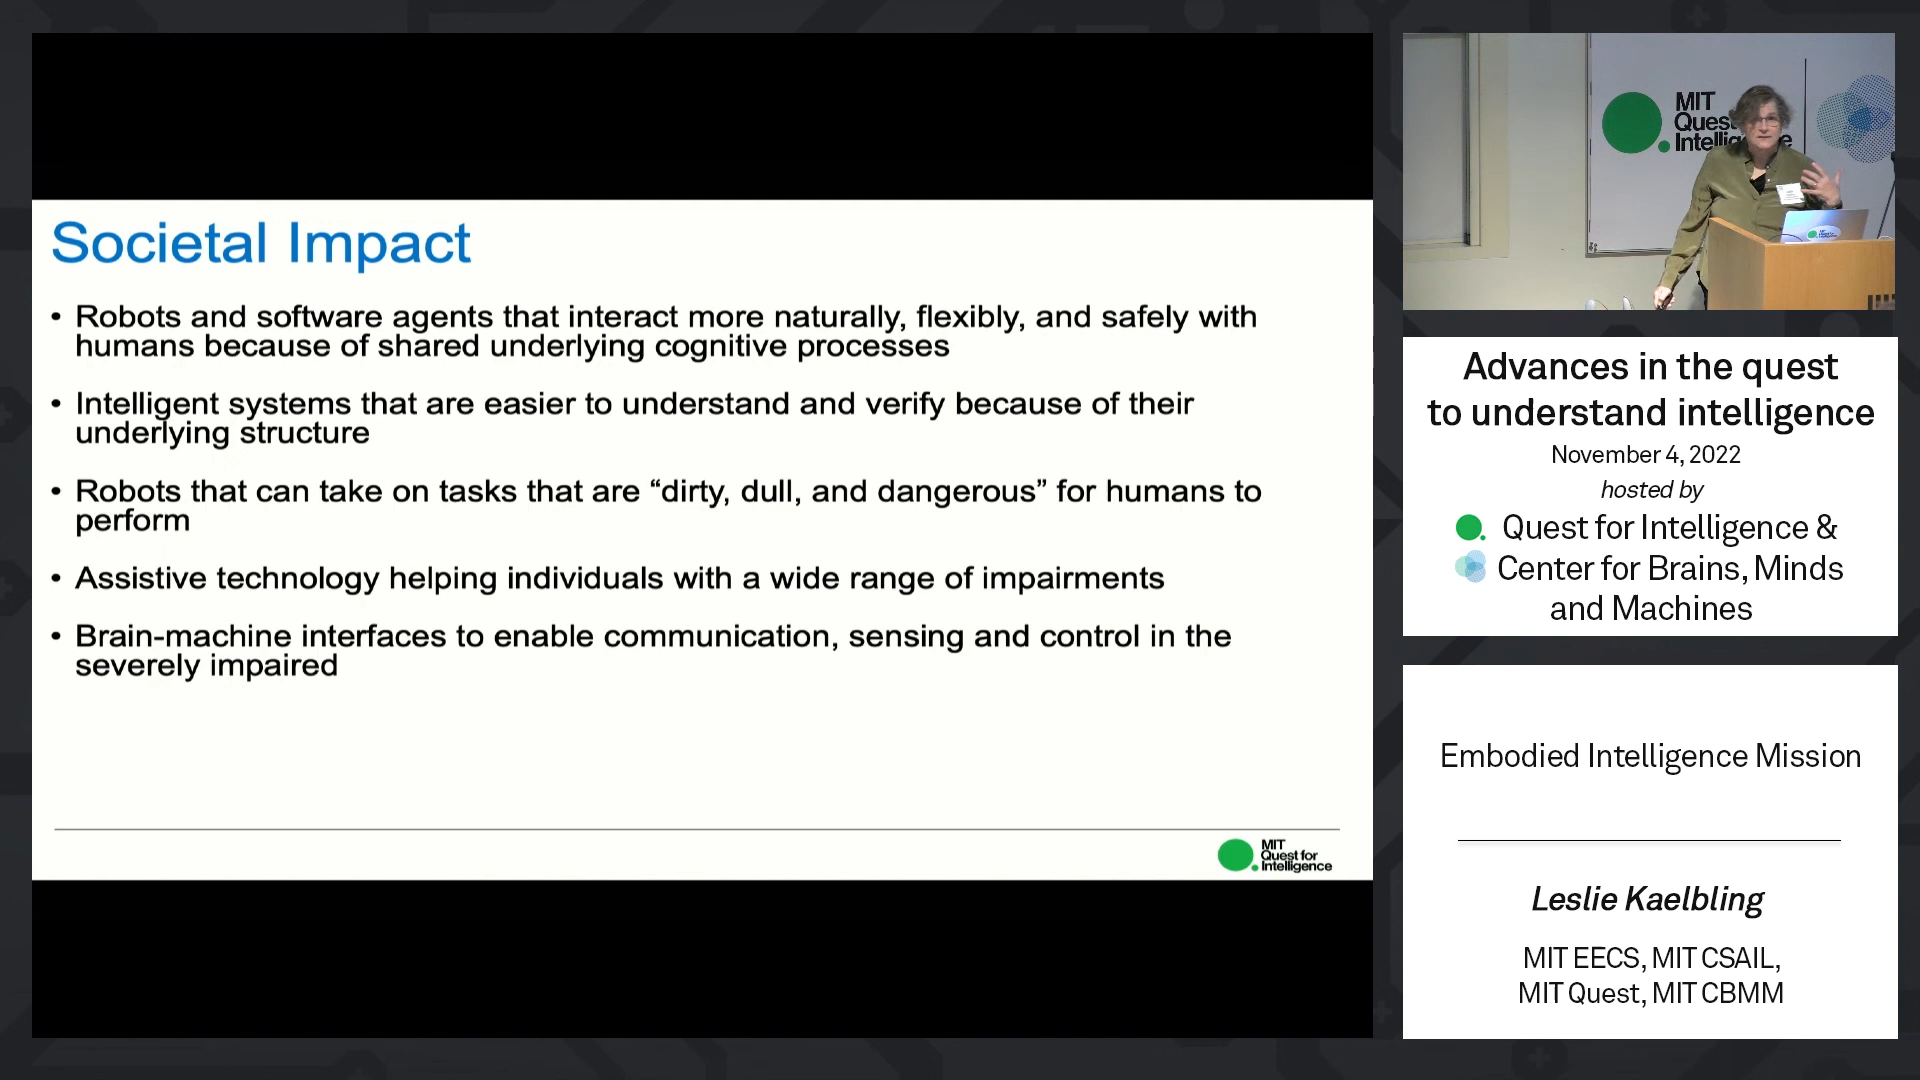 Societal Impact
• Robots and software agents that interact more naturally, flexibly, and safely with
humans because of shared underlying cognitive processes
• Intelligent systems that are easier to understand and verify because of their
underlying structure
• Robots that can take on tasks that are “dirty, dull, and dangerous” for humans to
perform
• Assistive technology helping individuals with a wide range of impairments
• Brain-machine interfaces to enable communication, sensing and control in the
severely impaired
MIT
Quest for
Intelligence
MIT
Ques
Intellig e
Advances in the quest
to understand intelligence
November 4, 2022
hosted by
Quest for Intelligence &
Center for Brains, Minds
and Machines
Embodied Intelligence Mission
Leslie Kaelbling
MIT EECS, MIT CSAIL,
MIT Quest, MIT CBMM